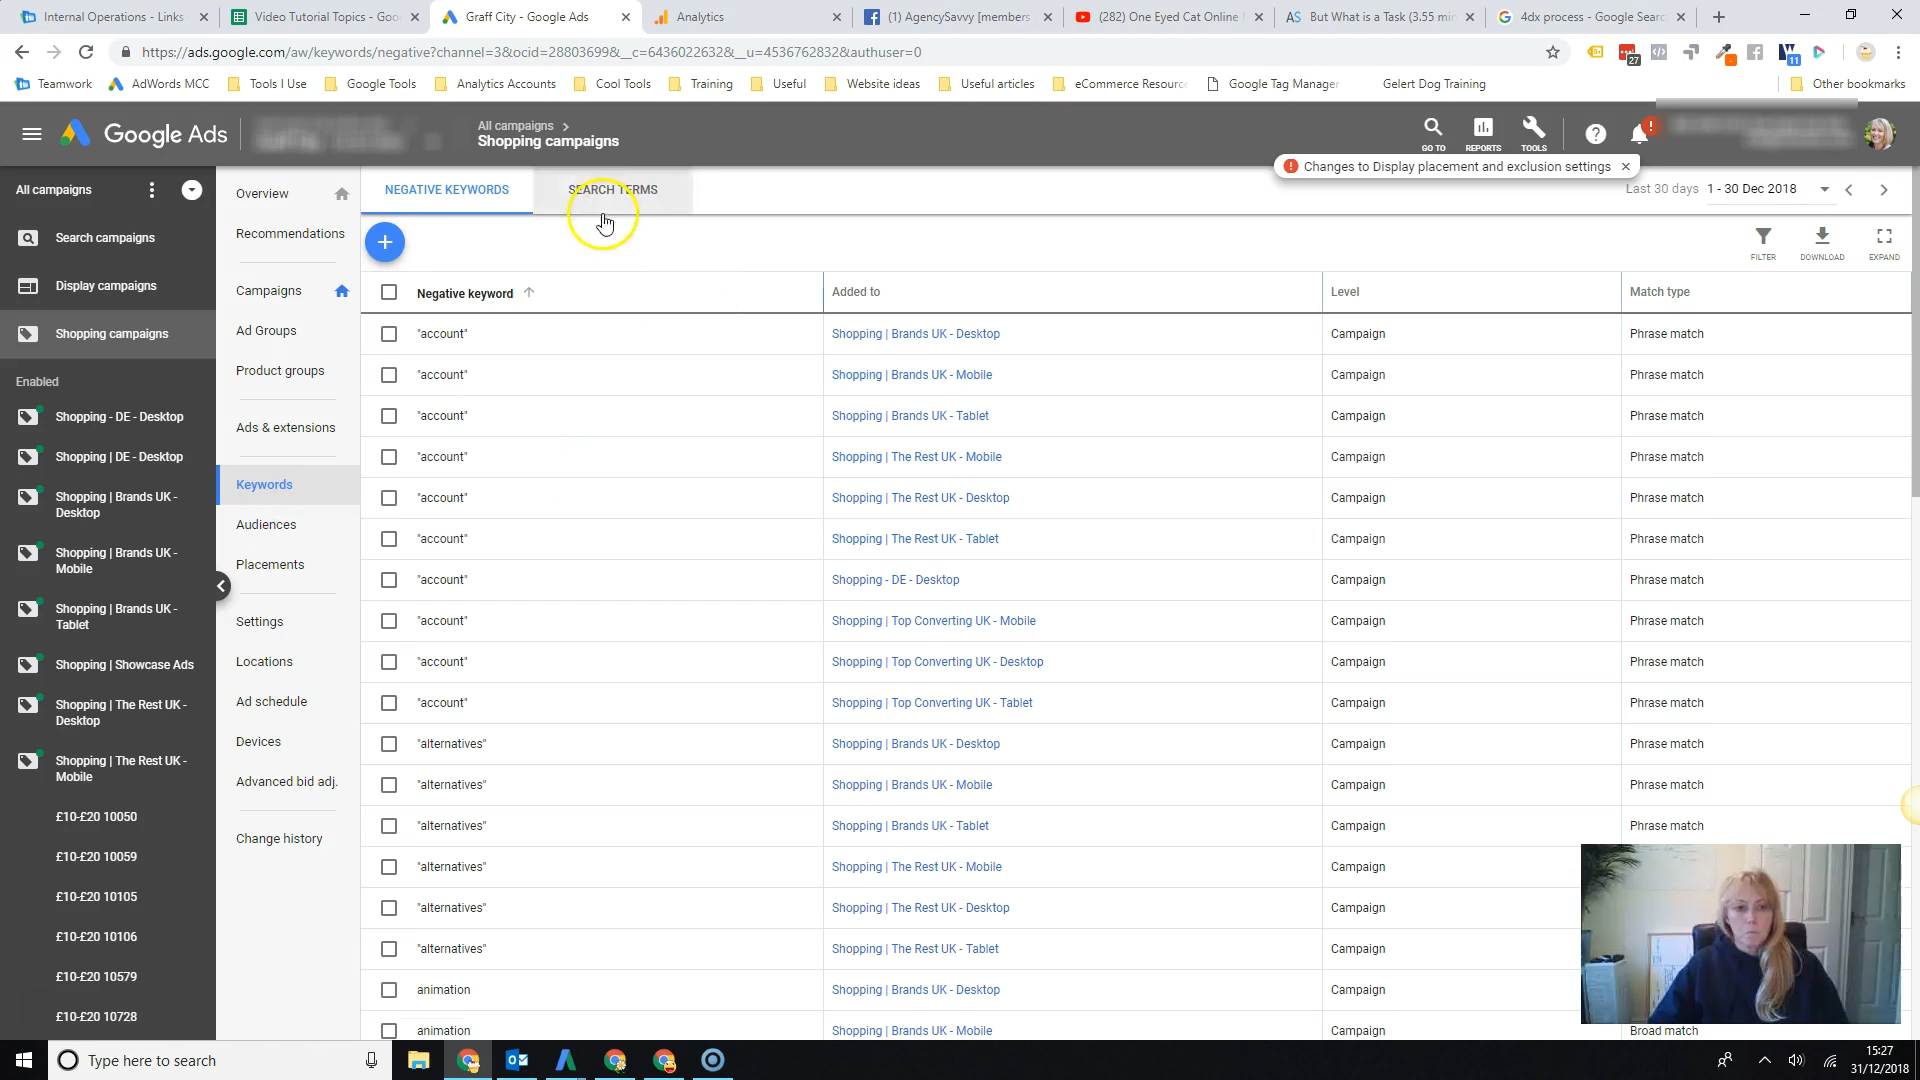 Internal Operations - Links
Video Tutorial Topics - Goo
Graff City - Google Ads
Analytics
(1) AgencySavvy [members
(282) One Eyed Cat Online
AS But What is a Task (3.55 min
4dx process - Google Searc
https://ads.google.com/aw/keywords/negative?channel=3&ocid=28803699&__c=6436022632&__u=4536762832&authuser=0
27
11
Teamwork
AdWords MCC
Tools I Use
Google Tools
Analytics Accounts
Cool Tools
Training
Useful
Website ideas
Useful articles
eCommerce Resourc
Google Tag Manager
Gelert Dog Training
Other bookmarks
Google Ads
All campaigns >
Shopping campaigns
GO TO
REPORTS
TOOLS
Changes to Display placement and exclusion settings
All campaigns
Search campaigns
Display campaigns
Shopping campaigns
Enabled
Shopping - DE - Desktop
Shopping | DE - Desktop
Shopping | Brands UK -
Desktop
Shopping | Brands UK -
Mobile
Shopping | Brands UK -
Tablet
Shopping | Showcase Ads
Shopping | The Rest UK -
Desktop
Shopping | The Rest UK -
Mobile
£10-£20 10050
£10-£20 10059
£10-£20 10105
£10-£20 10106
£10-£20 10579
£10-£20 10728
Overview
Recommendations
Campaigns
Ad Groups
Product groups
Ads & extensions
Keywords
Audiences
Placements
Settings
Locations
Ad schedule
Devices
Advanced bid adj.
Change history
NEGATIVE KEYWORDS
SEARCH TERMS
Last 30 days 1 - 30 Dec 2018
FILTER
DOWNLOAD
EXPAND
Negative keyword Added to Level Match type
"account" Shopping | Brands UK - Desktop Campaign Phrase match
"account" Shopping | Brands UK - Mobile Campaign Phrase match
"account" Shopping | Brands UK - Tablet Campaign Phrase match
"account" Shopping | The Rest UK - Mobile Campaign Phrase match
"account" Shopping | The Rest UK - Desktop Campaign Phrase match
"account" Shopping | The Rest UK - Tablet Campaign Phrase match
"account" Shopping - DE - Desktop Campaign Phrase match
"account" Shopping | Top Converting UK - Mobile Campaign Phrase match
"account" Shopping | Top Converting UK - Desktop Campaign Phrase match
"account" Shopping | Top Converting UK - Tablet Campaign Phrase match
"alternatives" Shopping | Brands UK - Desktop Campaign Phrase match
"alternatives" Shopping | Brands UK - Mobile Campaign Phrase match
"alternatives" Shopping | Brands UK - Tablet Campaign Phrase match
"alternatives" Shopping | The Rest UK - Mobile Campaign
"alternatives" Shopping | The Rest UK - Desktop Campaign
"alternatives" Shopping | The Rest UK - Tablet Campaign
animation Shopping | Brands UK - Desktop Campaign
animation Shopping | Brands UK - Mobile Campaign Broad match
Type here to search
15:27
31/12/2018